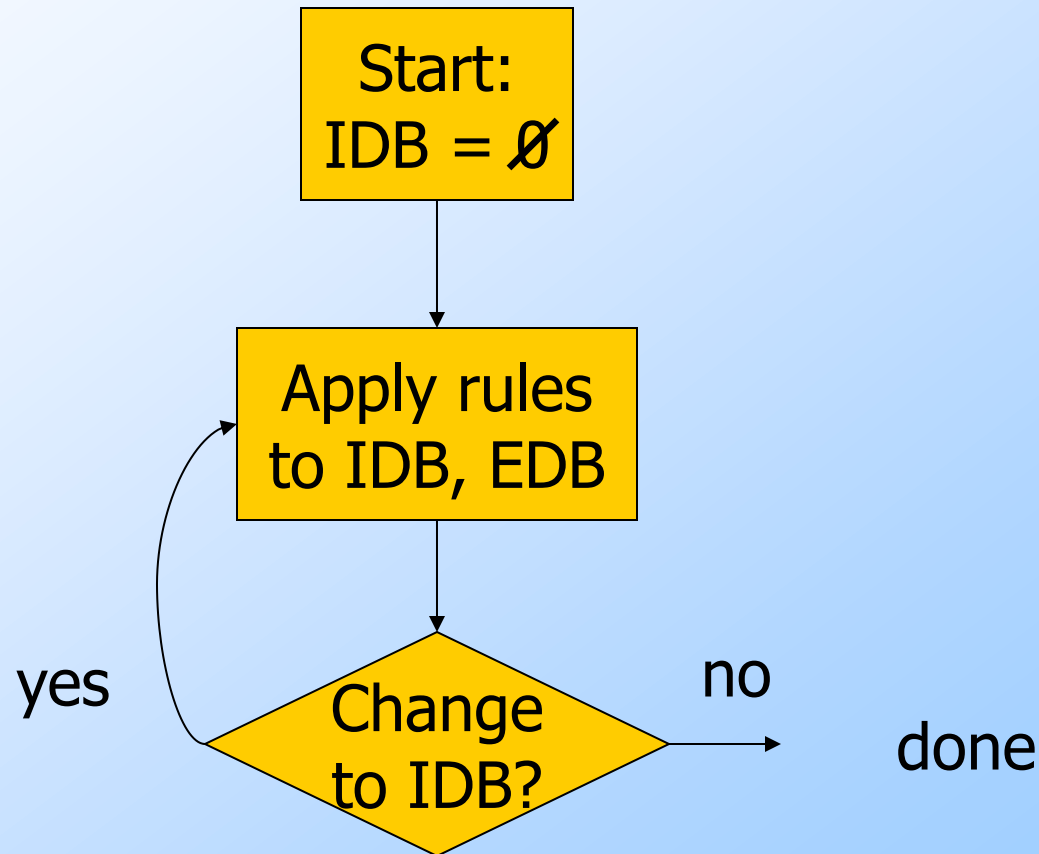 Start:
IDB = ∅
Apply rules
to IDB, EDB
yes
Change
to IDB?
no
done